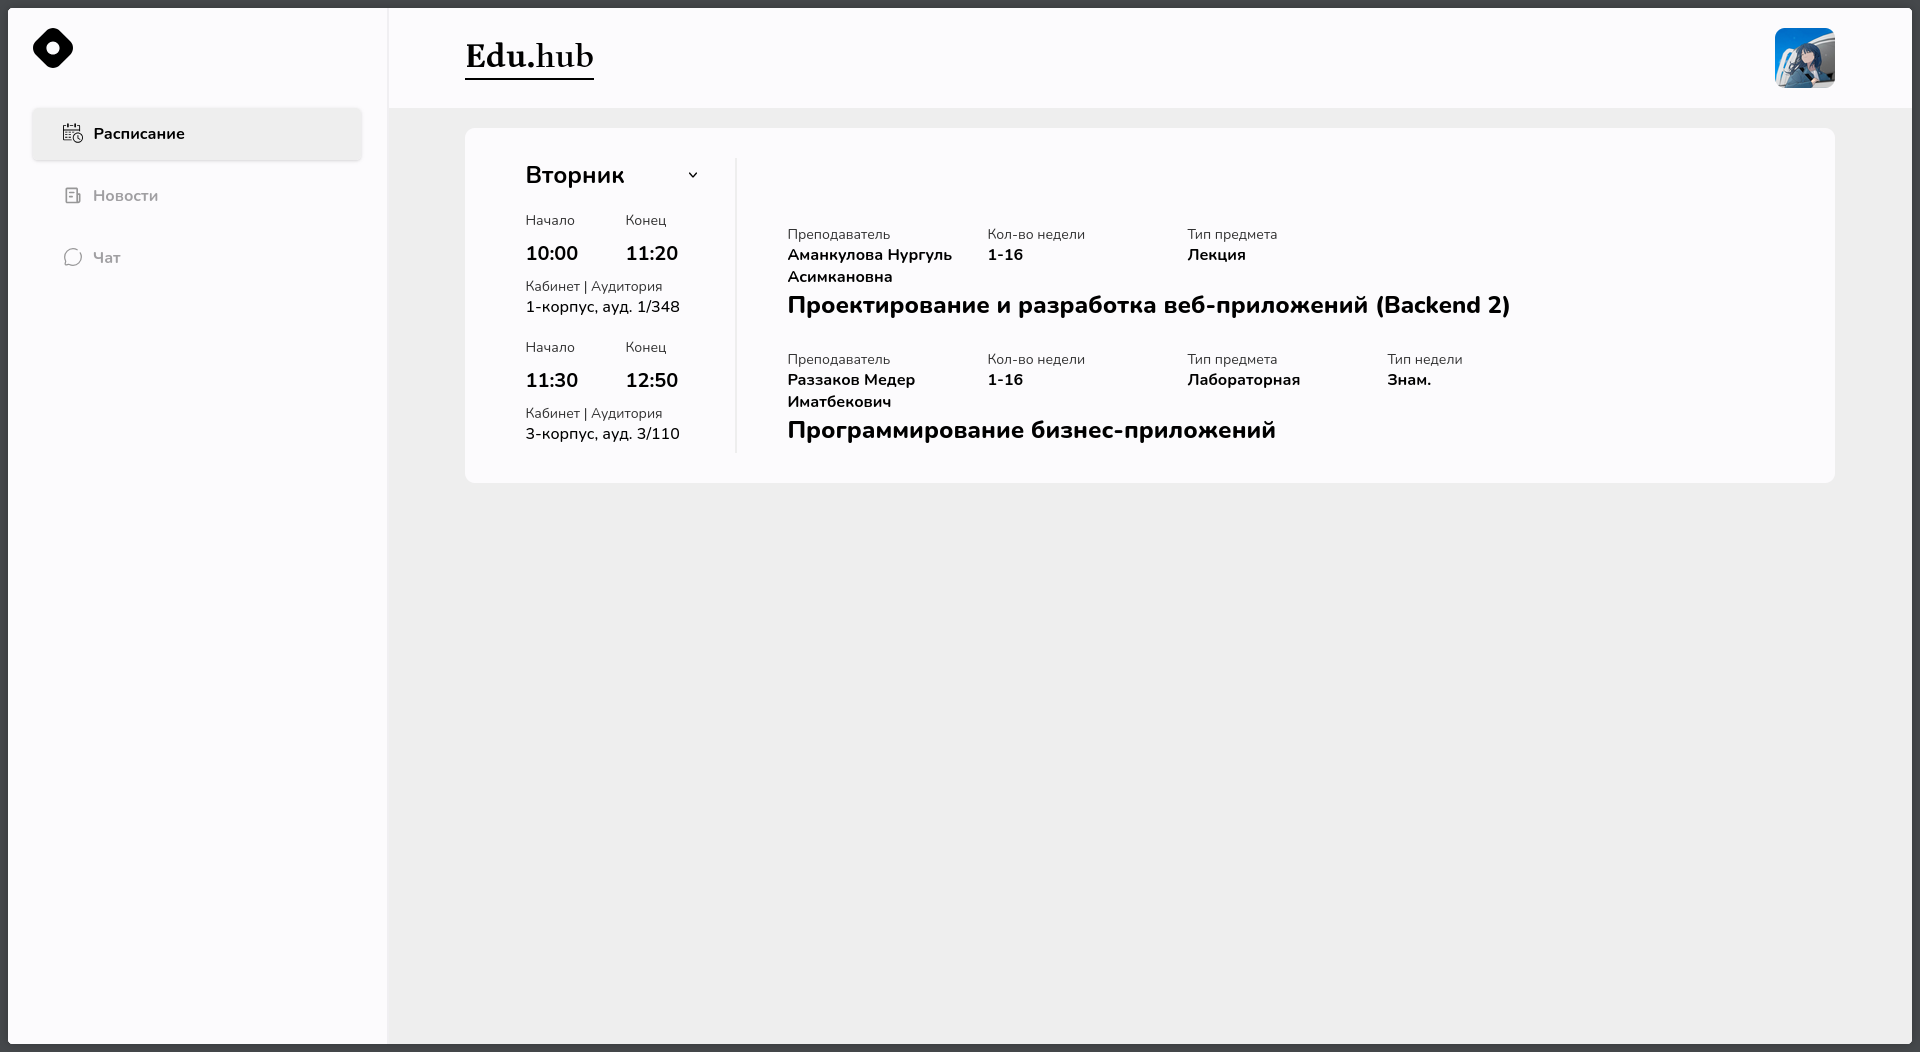 Edu.hub
Расписание
Новости
Чат
Вторник
Начало Конец
10:00 11:20
Кабинет | Аудитория
1-корпус, ауд. 1/348
Начало Конец
11:30 12:50
Кабинет | Аудитория
3-корпус, ауд. 3/110
Преподаватель Кол-во недели Тип предмета
Аманкулова Нургуль 1-16 Лекция
Асимкановна
Проектирование и разработка веб-приложений (Backend 2)
Преподаватель Кол-во недели Тип предмета Тип недели
Раззаков Медер 1-16 Лабораторная Знам.
Иматбекович
Программирование бизнес-приложений